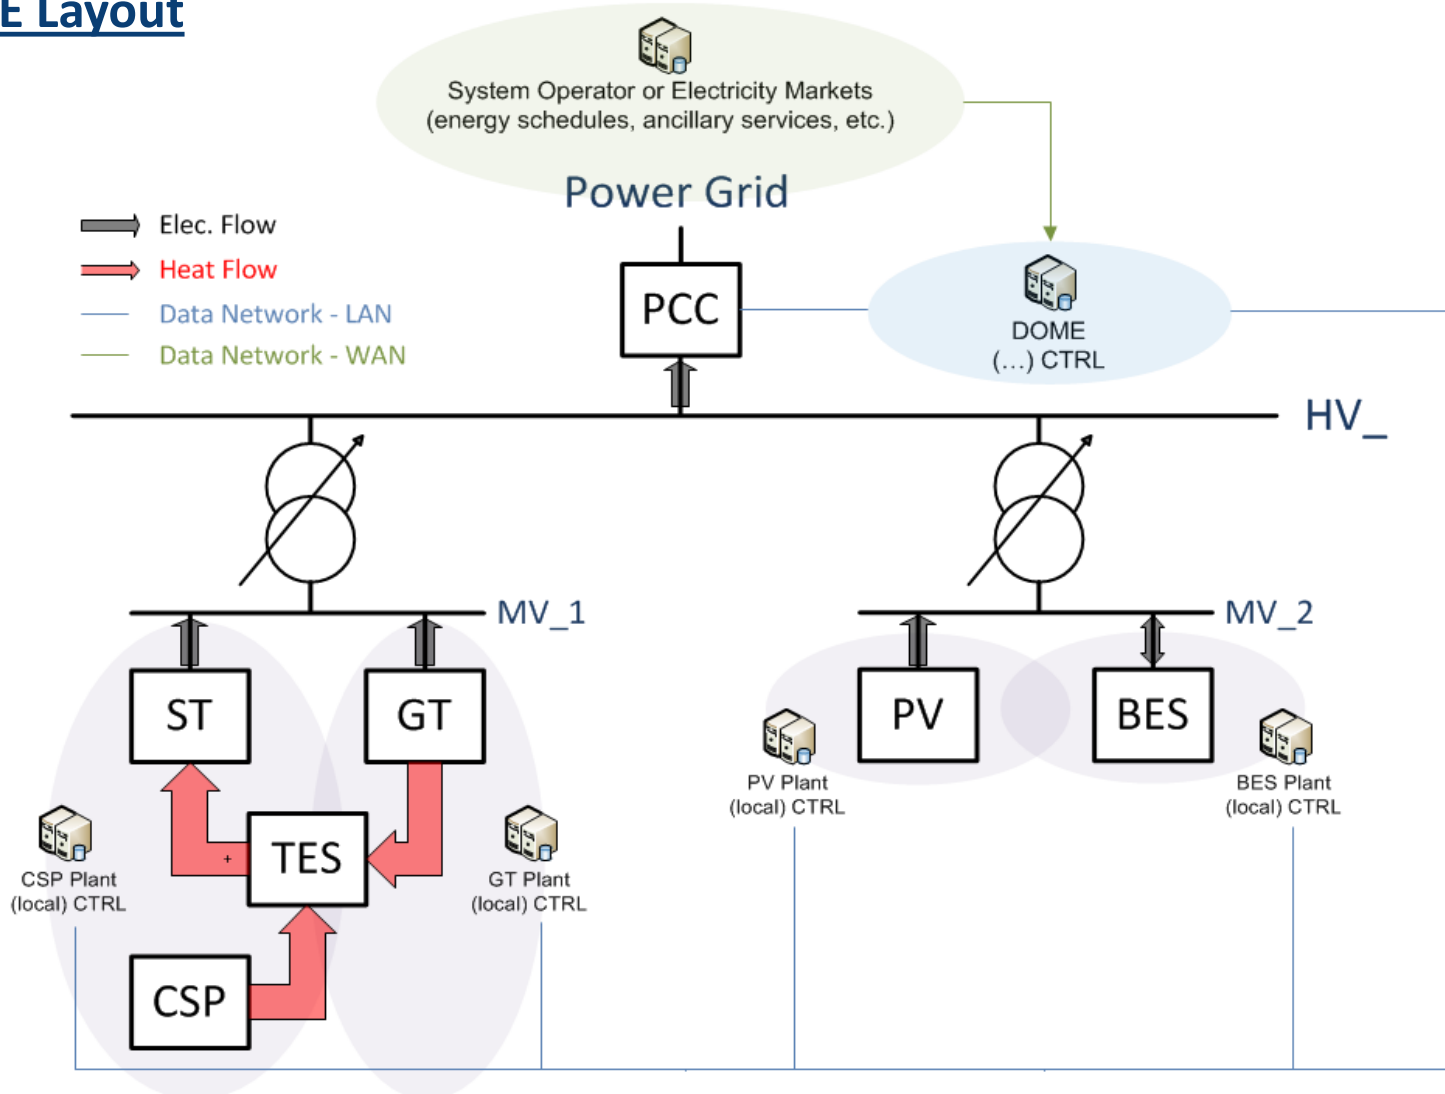 E Layout
System Operator or Electricity Markets
(energy schedules, ancillary services, etc.)
Power Grid
Elec. Flow
Heat Flow
Data Network - LAN
Data Network - WAN
PCC
DOME
(...) CTRL
HV_
MV_1
MV_2
ST
GT
PV
BES
PV Plant
(local) CTRL
BES Plant
(local) CTRL
TES
CSP Plant
(local) CTRL
GT Plant
(local) CTRL
CSP